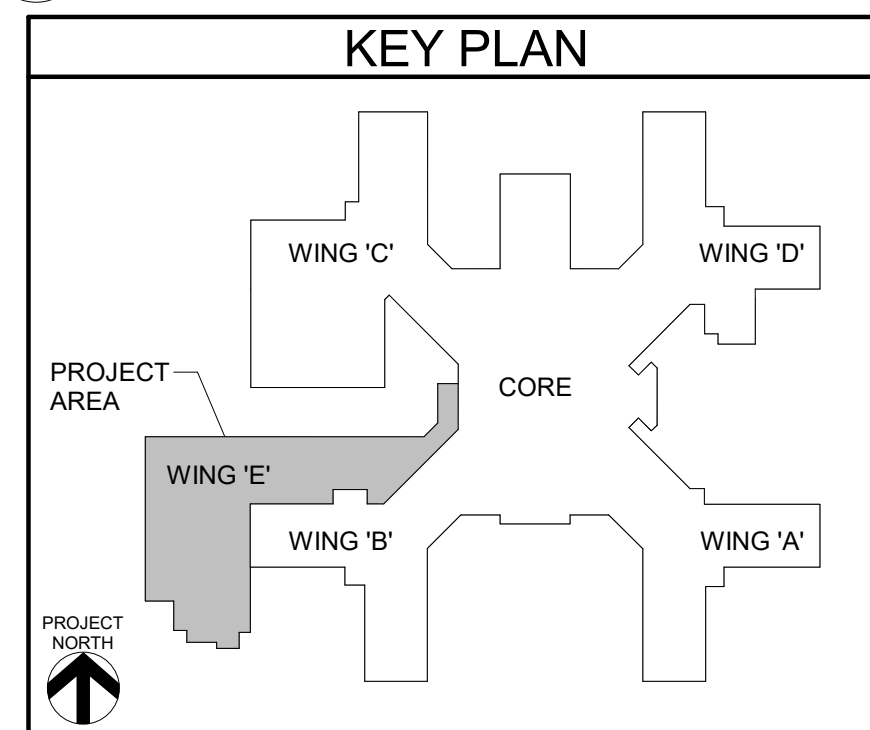 KEY PLAN
WING 'C'
WING 'D'
PROJECT
AREA
CORE
WING 'E'
WING 'B'
WING 'A'
PROJECT
NORTH